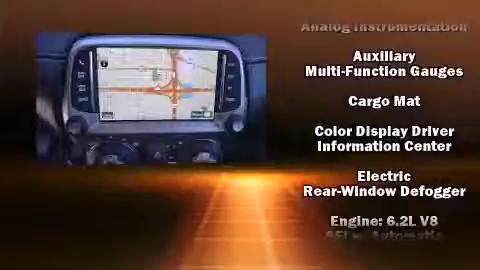 Analog Instrumentation
Auxiliary
Multi-Function Gauges
Cargo Mat
Color Display Driver
Information Center
Electric
Rear-Window Defogger
Engine: 6.2L V8